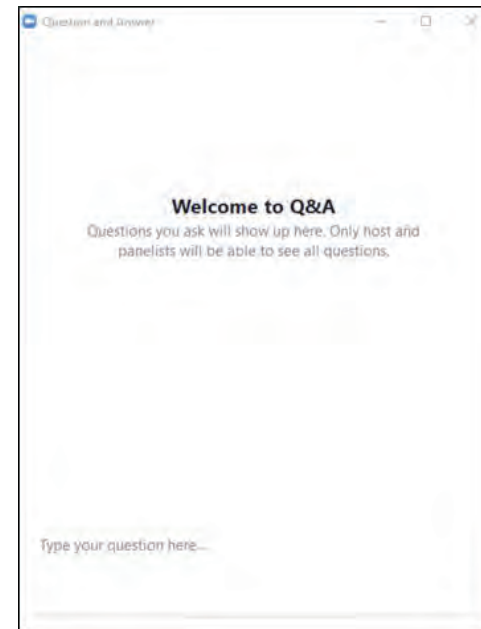 Question and Answer
Welcome to Q&A
Questions you ask will show up here. Only host and
panelists will be able to see all questions.
Type your question here...